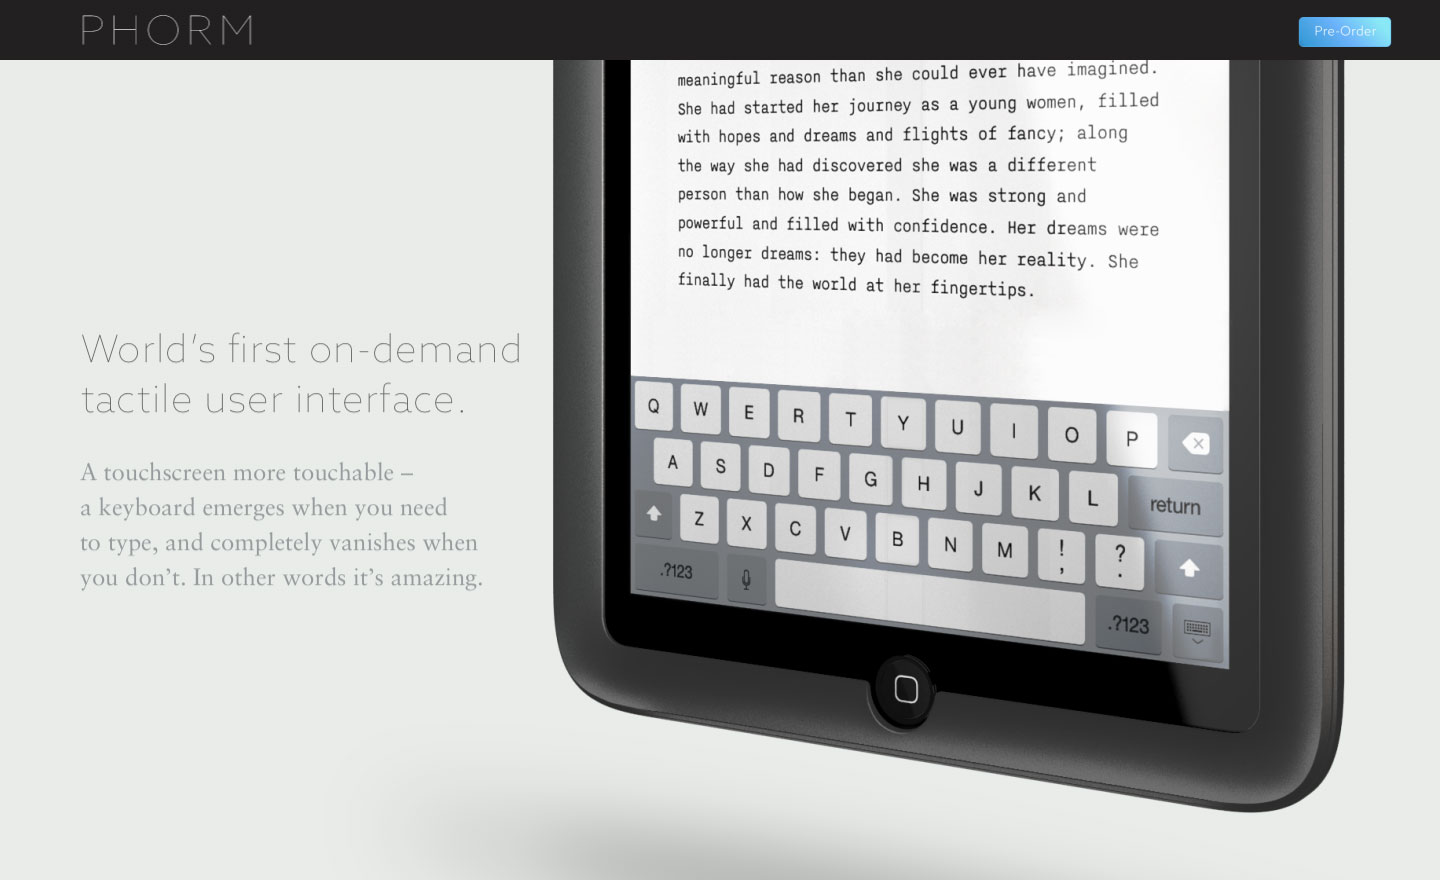 PHORM
Pre-Order
World's first on-demand
tactile user interface.
A touchscreen more touchable –
a keyboard emerges when you need
to type, and completely vanishes when
you don't. In other words it's amazing.
meaningful reason than she could ever have imagined.
She had started her journey as a young women, filled
with hopes and dreams and flights of fancy; along
the way she had discovered she was a different
person than how she began. She was strong and
powerful and filled with confidence. Her dreams were
no longer dreams: they had become her reality. She
finally had the world at her fingertips.
Q W E R T Y U I O P
A S D F G H J K L return
Z X C V B N M ! , ? .
.?123 .?123